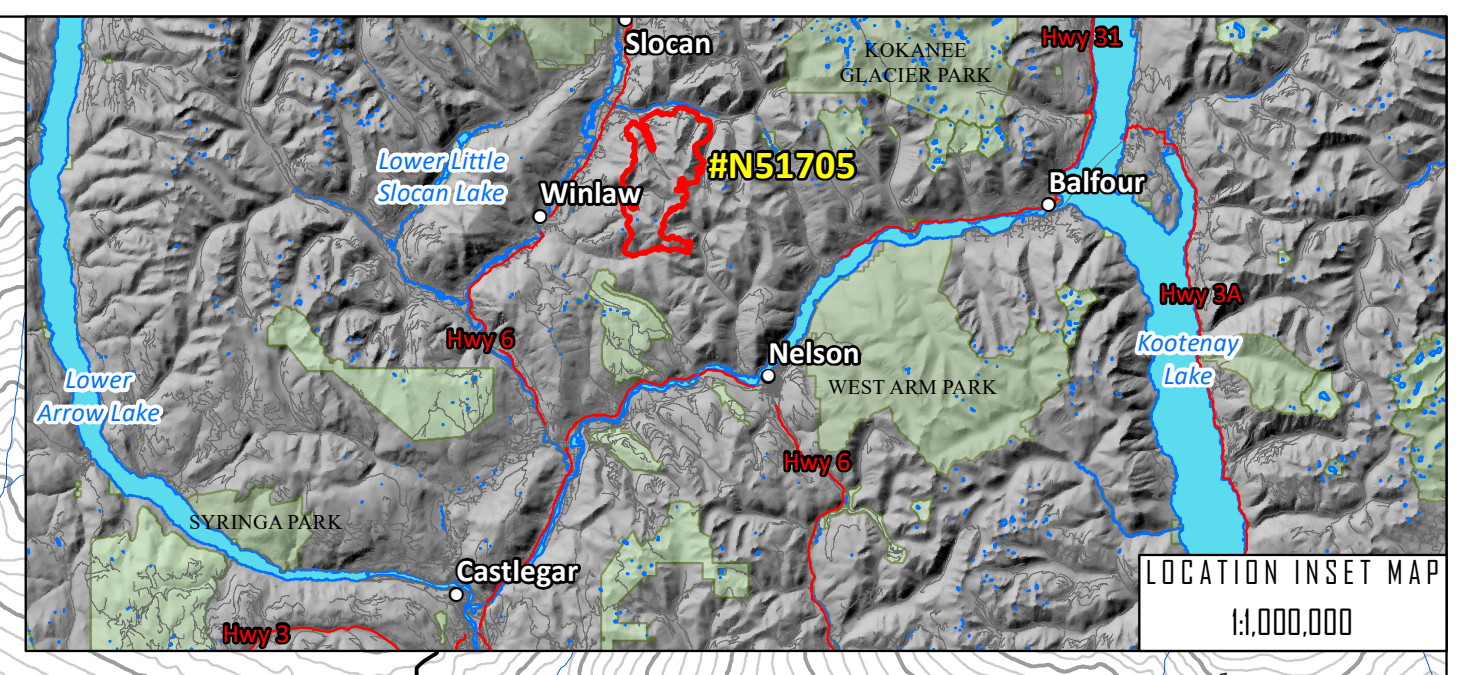 Slocan
Hwy 31
KOKANEE
GLACIER PARK
Lower Little
Slocan Lake
#N51705
Winlaw
Balfour
Hwy 3A
Hwy 6
Kootenay
Lake
Nelson
WEST ARM PARK
Lower
Arrow Lake
Hwy 6
SYRINGA PARK
Castlegar
Hwy 3
LOCATION INSET MAP
1:1,000,000